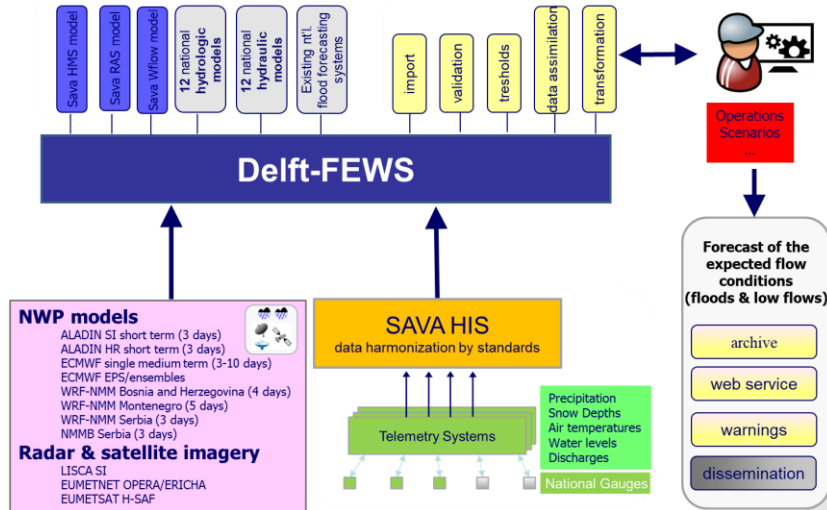 Sava HMS model
Sava RAS model
Sava Wflow model
12 national
hydrologic
models
12 national
hydraulic
models
Existing nt'l.
flood forecasting
systems
import
validation
tresholds
data assimilation
transformation
Operations
Scenarios
...
Delft-FEWS
NWP models
ALADIN SI short term (3 days)
ALADIN HR short term (3 days)
ECMWF single medium term (3-10 days)
ECMWF EPS/ensembles
WRF-NMM Bosnia and Herzegovina (4 days)
WRF-NMM Montenegro (5 days)
WRF-NMM Serbia (3 days)
NMMB Serbia (3 days)
Radar & satellite imagery
LISCA SI
EUMETNET OPERA/ERICHA
EUMETSAT H-SAF
SAVA HIS
data harmonization by standards
Telemetry Systems
Precipitation
Snow Depths
Air temperatures
Water levels
Discharges
National Gauges
Forecast of the
expected flow
conditions
(floods & low flows)
archive
web service
warnings
dissemination